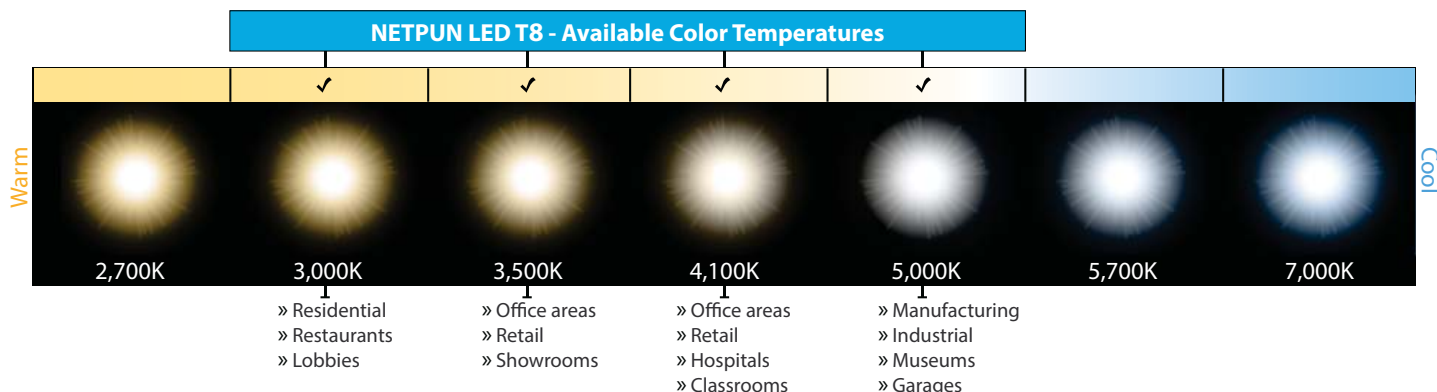 NETPUN LED T8 - Available Color Temperatures
Warm
Cool
2,700K
3,000K
3,500K
4,100K
5,000K
5,700K
7,000K
» Residential
» Restaurants
» Lobbies
» Office areas
» Retail
» Showrooms
» Office areas
» Retail
» Hospitals
» Classrooms
» Manufacturing
» Industrial
» Museums
» Garages